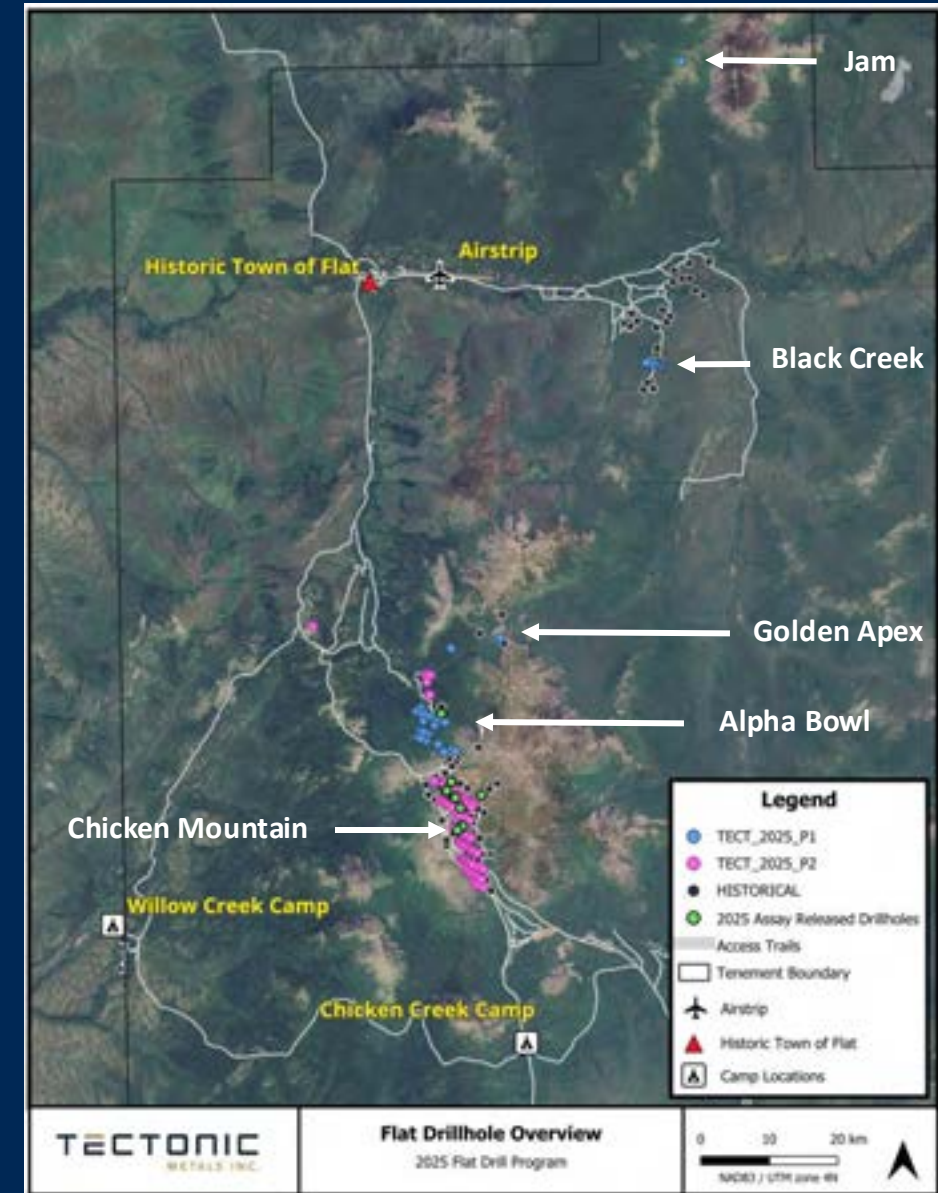 Jam
Airstrip
Historic Town of Flat
Black Creek
Golden Apex
Alpha Bowl
Chicken Mountain
Willow Creek Camp
Chicken Creek Camp
Legend
TECT_2025_P1
TECT_2025_P2
HISTORICAL
2025 Assay Released Drillholes
Access Trails
Tenement Boundary
Airstrip
Historic Town of Flat
Camp Locations
TECTONIC
METALS INC.
Flat Drillhole Overview
2025 Flat Drill Program
0 10 20 km
NAD83 / UTM zone 4N